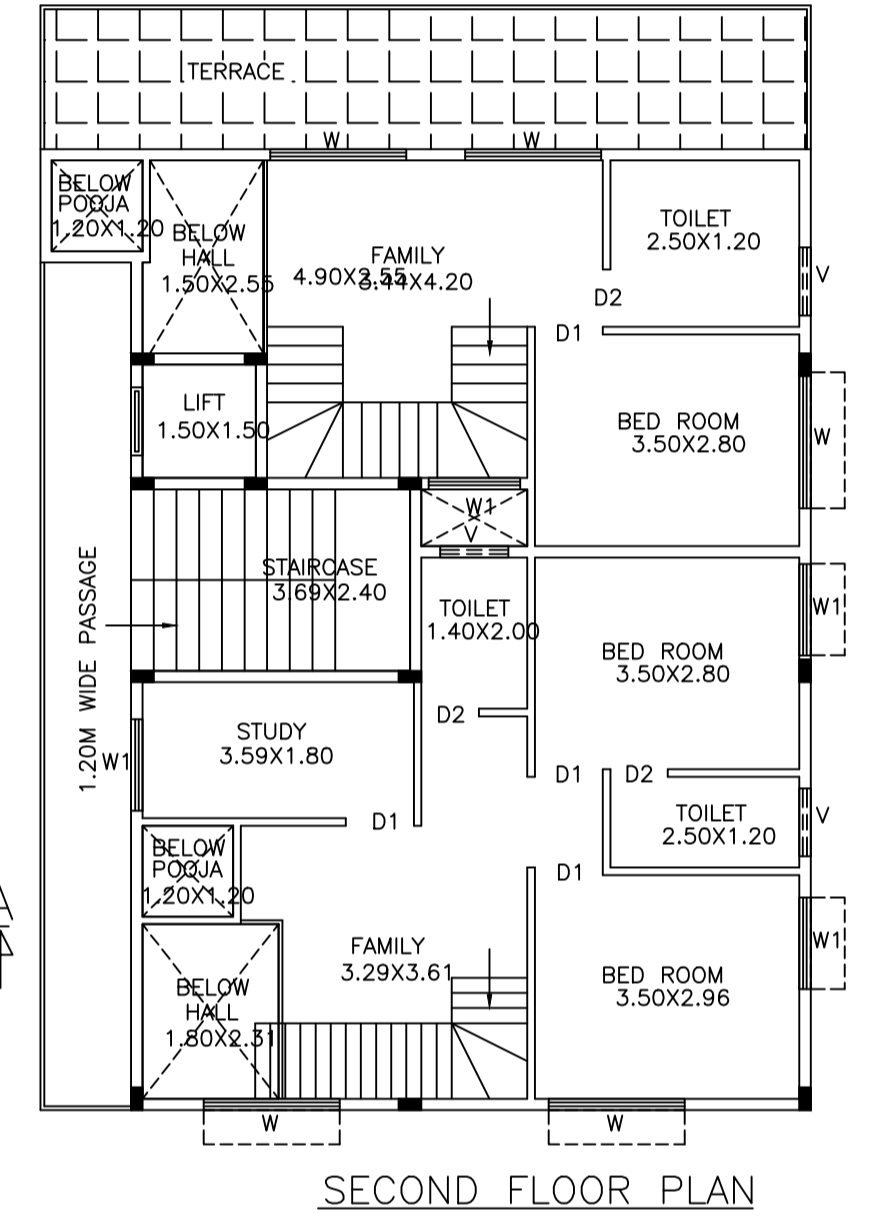 TERRACE
W
W
BELOW
POOJA
1.20X1.20
BELOW
HALL
1.50X2.55
FAMILY
4.90X2.55
3.44X4.20
TOILET
2.50X1.20
V
D2
D1
LIFT
1.50X1.50
BED ROOM
3.50X2.80
W
W1
V
STAIRCASE
3.69X2.40
TOILET
1.40X2.00
BED ROOM
3.50X2.80
W1
1.20M WIDE PASSAGE
D2
STUDY
3.59X1.80
W1
D1
D2
D1
TOILET
2.50X1.20
V
BELOW
POOJA
1.20X1.20
D1
FAMILY
3.29X3.61
W1
BED ROOM
3.50X2.96
BELOW
HALL
1.80X2.31
W
W
SECOND FLOOR PLAN